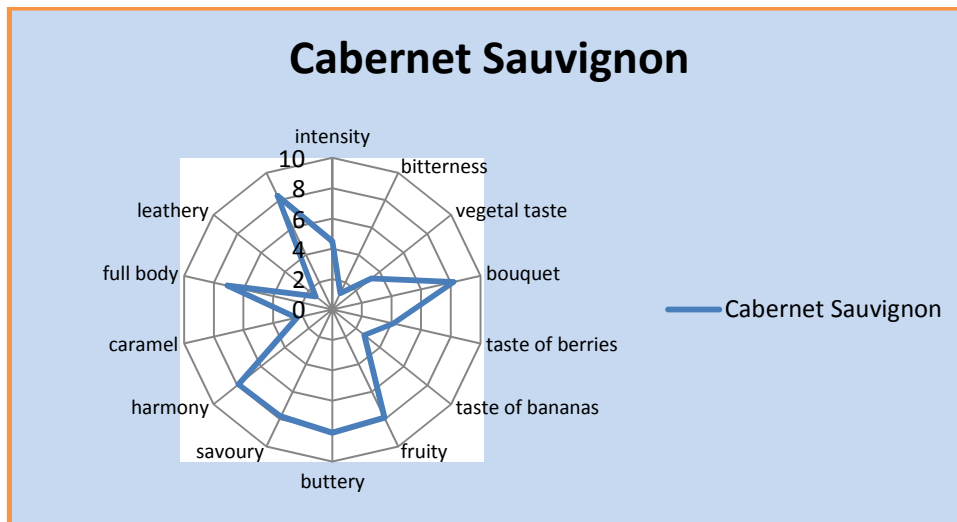 Cabernet Sauvignon
intensity
10
bitterness
8
leathery
vegetal taste
6
4
full body
bouquet
2
0
Cabernet Sauvignon
caramel
taste of berries
harmony
taste of bananas
savoury
fruity
buttery